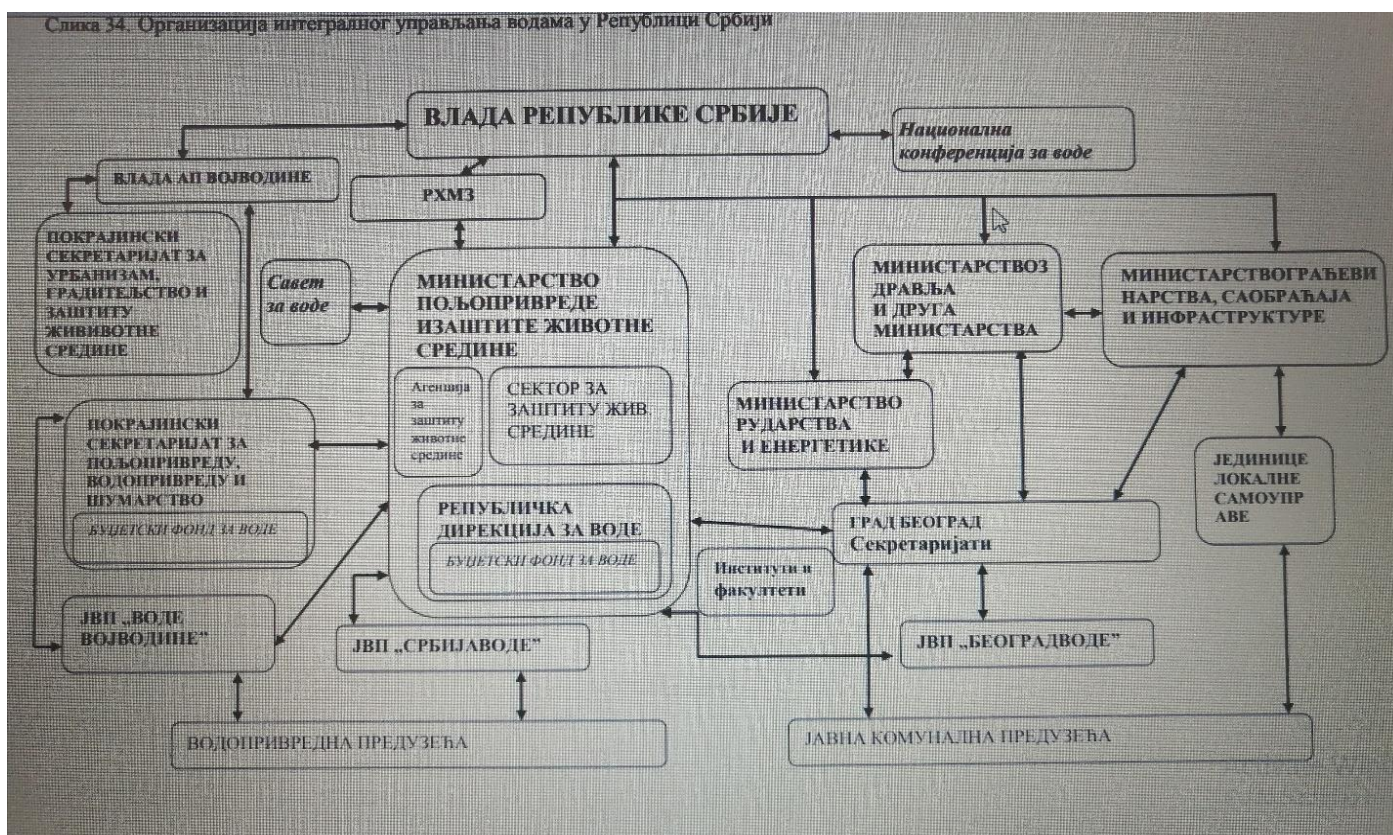 Слика 34. Организација интегралног управљања водама у Републици Србији
ВЛАДА РЕПУБЛИКЕ СРБИЈЕ
Национална
конференција за воде
ВЛАДА АП ВОЈВОДИНЕ
РХМЗ
ПОКРАЈИНСКИ
СЕКРЕТАРИЈАТ ЗА
УРБАНИЗАМ,
ГРАДИТЕЉСТВО И
ЗАШТИТУ
ЖИВИВОТНЕ
СРЕДИНЕ
Савет
за воде
МИНИСТАРСТВО
ПОЉОПРИВРЕДЕ
ИЗАШТИТЕ ЖИВОТНЕ
СРЕДИНЕ
Агенција
за
заштиту
животне
средине
СЕКТОР ЗА
ЗАШТИТУ ЖИВ.
СРЕДИНЕ
РЕПУБЛИЧКА
ДИРЕКЦИЈА ЗА ВОДЕ
БУЏЕТСКИ ФОНД ЗА ВОДЕ
МИНИСТАРСТВОЗ
ДРАВЉА
И ДРУГА
МИНИСТАРСТВА
МИНИСТАРСТВОГРАЂЕВИ
НАРСТВА, САОБРАЋАЈА
И ИНФРАСТРУКТУРЕ
МИНИСТАРСТВО
РУДАРСТВА
И ЕНЕРГЕТИКЕ
ПОКРАЈИНСКИ
СЕКРЕТАРИЈАТ ЗА
ПОЉОПРИВРЕДУ,
ВОДОПРИВРЕДУ И
ШУМАРСТВО
БУЏЕТСКИ ФОНД ЗА ВОДЕ
ЈЕДИНИЦЕ
ЛОКАЛНЕ
САМОУПР
АВЕ
ГРАД БЕОГРАД
Секретаријати
Институти и
факултети
ЈВП „ВОДЕ
ВОЈВОДИНЕ”
ЈВП „СРБИЈАВОДЕ”
ЈВП „БЕОГРАДВОДЕ”
ВОДОПРИВРЕДНА ПРЕДУЗЕЋА
ЈАВНА КОМУНАЛНА ПРЕДУЗЕЋА